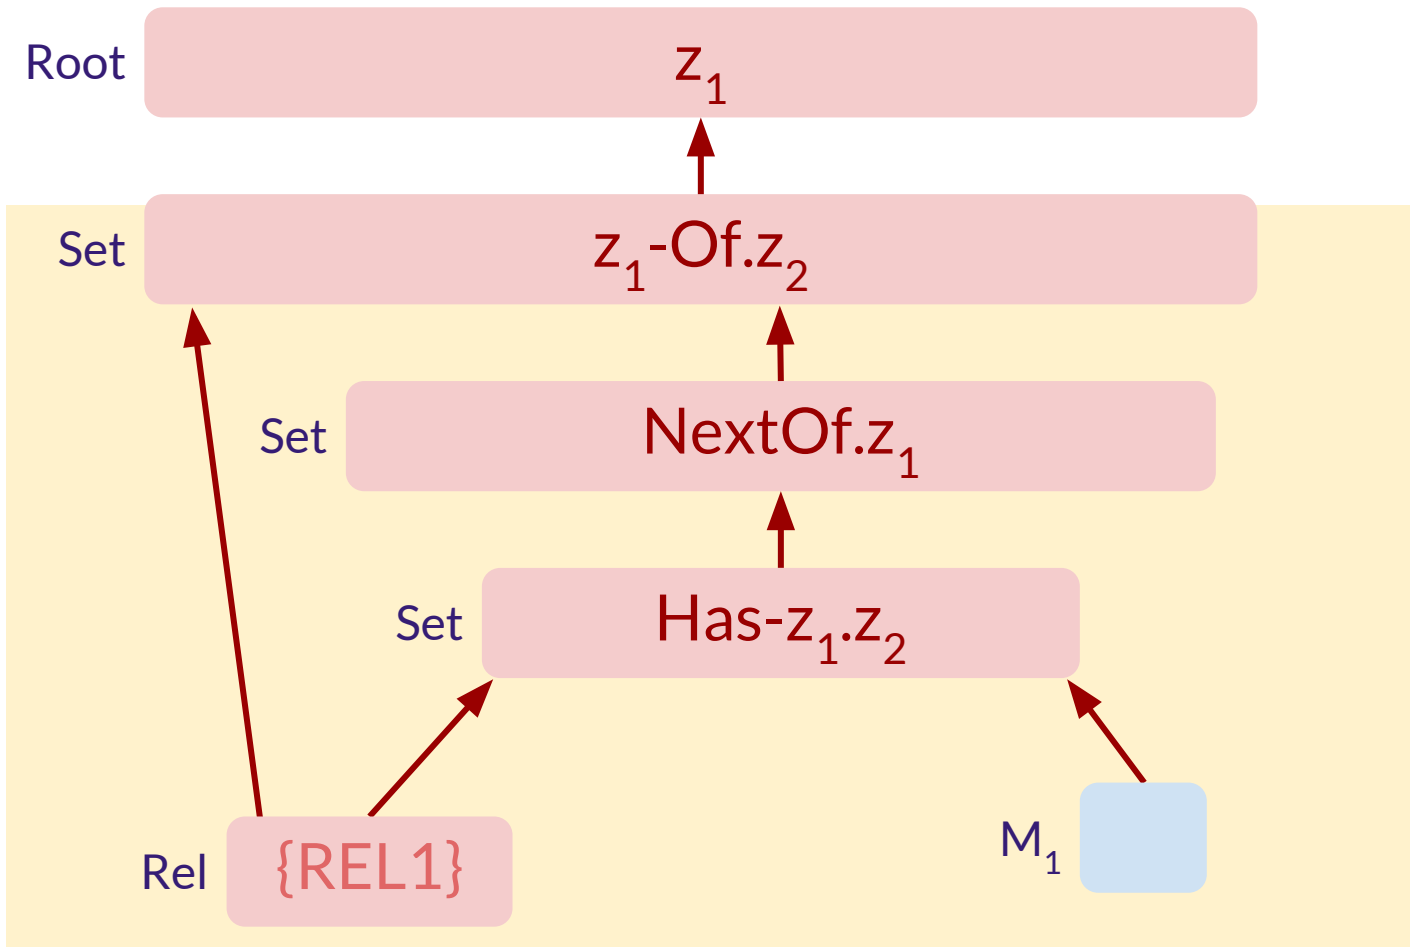 Root
z₁
Set
z₁-Of.z₂
Set
NextOf.z₁
Set
Has-z₁.z₂
Rel
{REL1}
M₁